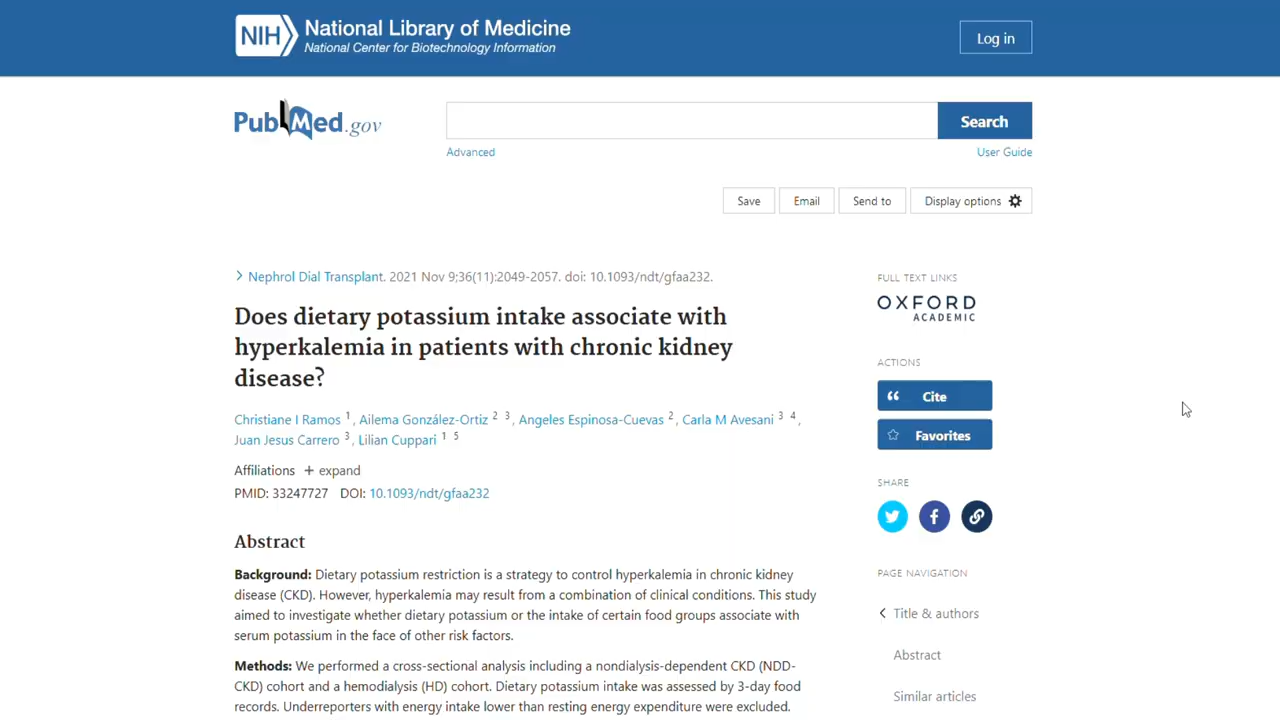 NIH National Library of Medicine
National Center for Biotechnology Information
Log in
PubMed.gov
Search
Advanced
User Guide
Save
Email
Send to
Display options
Nephrol Dial Transplant. 2021 Nov 9;36(11):2049-2057. doi: 10.1093/ndt/gfaa232.
Does dietary potassium intake associate with
hyperkalemia in patients with chronic kidney
disease?
Christiane I Ramos 1, Ailema González-Ortiz 2 3, Angeles Espinosa-Cuevas 2, Carla M Avesani 3 4,
Juan Jesus Carrero 3, Lilian Cuppari 1 5
Affiliations + expand
PMID: 33247727 DOI: 10.1093/ndt/gfaa232
Abstract
Background: Dietary potassium restriction is a strategy to control hyperkalemia in chronic kidney
disease (CKD). However, hyperkalemia may result from a combination of clinical conditions. This study
aimed to investigate whether dietary potassium or the intake of certain food groups associate with
serum potassium in the face of other risk factors.
Methods: We performed a cross-sectional analysis including a nondialysis-dependent CKD (NDD-
CKD) cohort and a hemodialysis (HD) cohort. Dietary potassium intake was assessed by 3-day food
records. Underreporters with energy intake lower than resting energy expenditure were excluded.
FULL TEXT LINKS
OXFORD
ACADEMIC
ACTIONS
Cite
Favorites
SHARE
PAGE NAVIGATION
Title & authors
Abstract
Similar articles